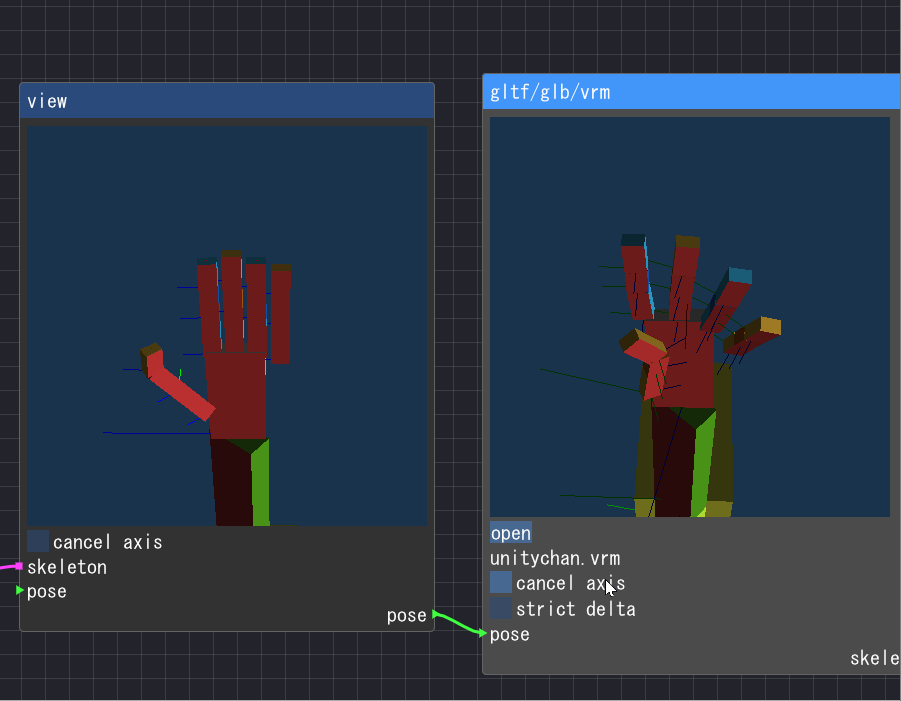 view
cancel axis
skeleton
pose
pose
gltf/glb/vrm
open
unitychan.vrm
cancel axis
strict delta
pose
skele